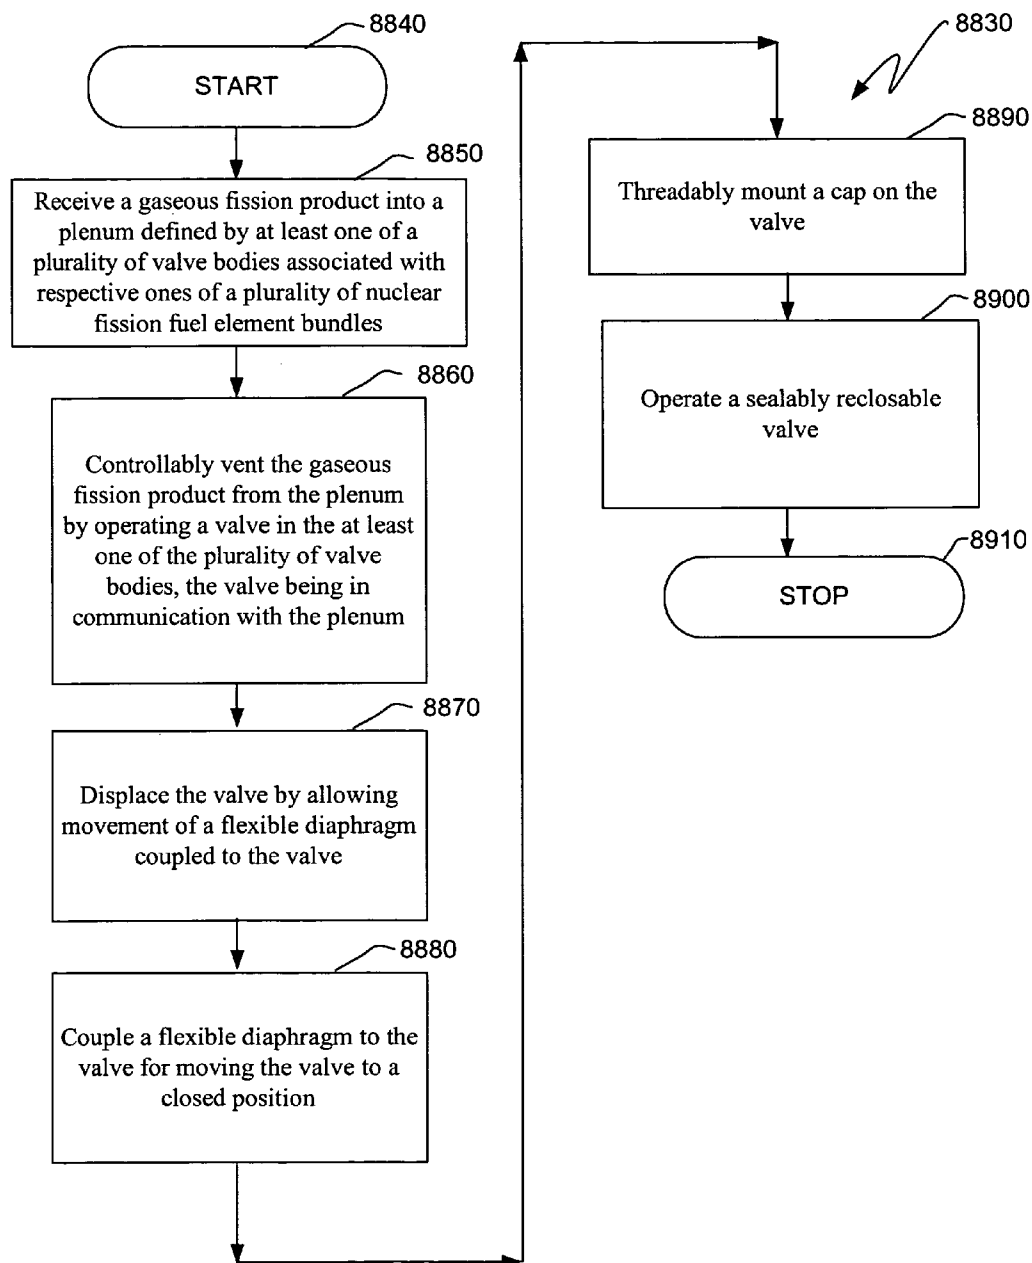 8840
START
8850
Receive a gaseous fission product into a
plenum defined by at least one of a
plurality of valve bodies associated with
respective ones of a plurality of nuclear
fission fuel element bundles
8860
Controllably vent the gaseous
fission product from the plenum
by operating a valve in the at least
one of the plurality of valve
bodies, the valve being in
communication with the plenum
8870
Displace the valve by allowing
movement of a flexible diaphragm
coupled to the valve
8880
Couple a flexible diaphragm to the
valve for moving the valve to a
closed position
8830
8890
Threadably mount a cap on the
valve
8900
Operate a sealably reclosable
valve
8910
STOP